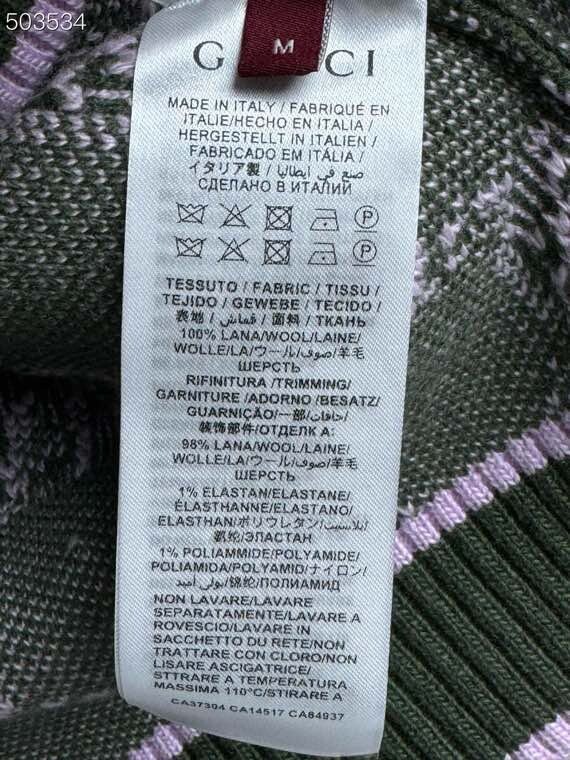 503534
M
G CI
MADE IN ITALY / FABRIQUÉ EN
ITALIE/HECHO EN ITALIA /
HERGESTELLT IN ITALIEN /
FABRICADO EM ITÁLIA /
イタリア製 / صنع في ايطاليا /
СДЕЛАНО В ИТАЛИИ
P
P
TESSUTO / FABRIC / TISSU /
TEJIDO / GEWEBE / TECIDO /
表地 / قماش / 面料 / ТКАНЬ
100% LANA/WOOL/LAINE/
WOLLE/LA/ウール/صوف/羊毛
ШЕРСТЬ
RIFINITURA /TRIMMING/
GARNITURE /ADORNO /BESATZ/
GUARNIÇÃO/一部/حافات/
装饰部件/ОТДЕЛКА A:
98% LANA/WOOL/LAINE/
WOLLE/LA/ウール/صوف/羊毛
ШЕРСТЬ
1% ELASTAN/ELASTANE/
ÉLASTHANNE/ELASTANO/
ELASTHAN/ポリウレタン/بلاستيب/
氨纶/ЭЛАСТАН
1% POLIAMMIDE/POLYAMIDE/
POLIAMIDA/POLYAMID/ナイロン/
بولي أميد/锦纶/ПОЛИАМИД
NON LAVARE/LAVARE
SEPARATAMENTE/LAVARE A
ROVESCIO/LAVARE IN
SACCHETTO DU RETE/NON
TRATTARE CON CLORO/NON
LISARE ASCIGATRICE/
STTRARE A TEMPERATURA
MASSIMA 110°C/STIRARE A
CA37304 CA14517 CA84937